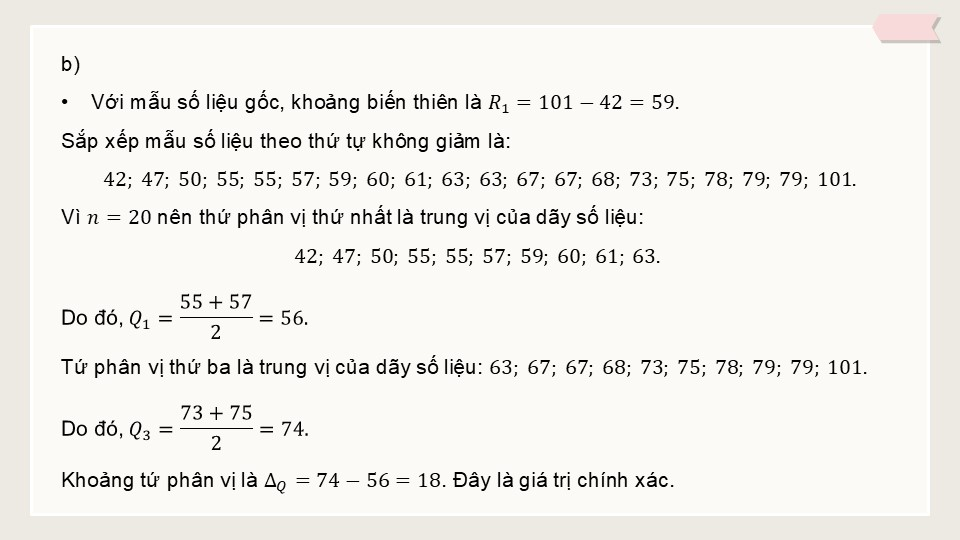 b)
• Với mẫu số liệu gốc, khoảng biến thiên là R₁ = 101 − 42 = 59.
Sắp xếp mẫu số liệu theo thứ tự không giảm là:
42; 47; 50; 55; 55; 57; 59; 60; 61; 63; 63; 67; 67; 68; 73; 75; 78; 79; 79; 101.
Vì n = 20 nên thứ phân vị thứ nhất là trung vị của dãy số liệu:
42; 47; 50; 55; 55; 57; 59; 60; 61; 63.
Do đó, Q₁ = (55 + 57)/2 = 56.
Tứ phân vị thứ ba là trung vị của dãy số liệu: 63; 67; 67; 68; 73; 75; 78; 79; 79; 101.
Do đó, Q₃ = (73 + 75)/2 = 74.
Khoảng tứ phân vị là Δ_Q = 74 − 56 = 18. Đây là giá trị chính xác.